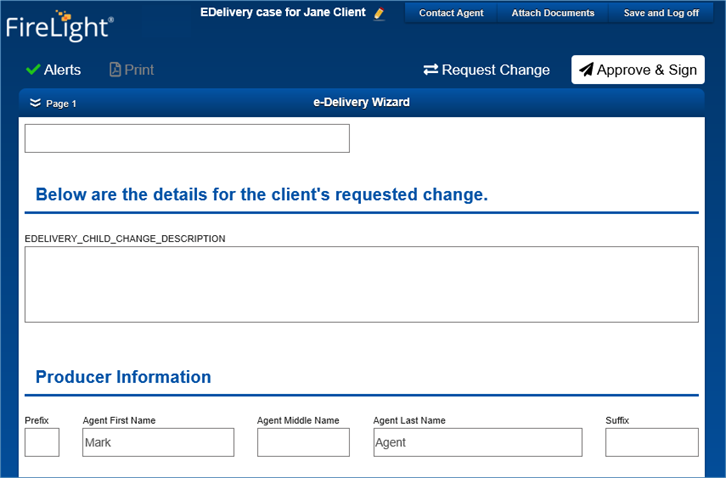 FireLight®
EDelivery case for Jane Client
Contact Agent
Attach Documents
Save and Log off
Alerts
Print
Request Change
Approve & Sign
Page 1
e-Delivery Wizard
Below are the details for the client's requested change.
EDELIVERY_CHILD_CHANGE_DESCRIPTION
Producer Information
Prefix
Agent First Name
Agent Middle Name
Agent Last Name
Suffix
Mark
Agent